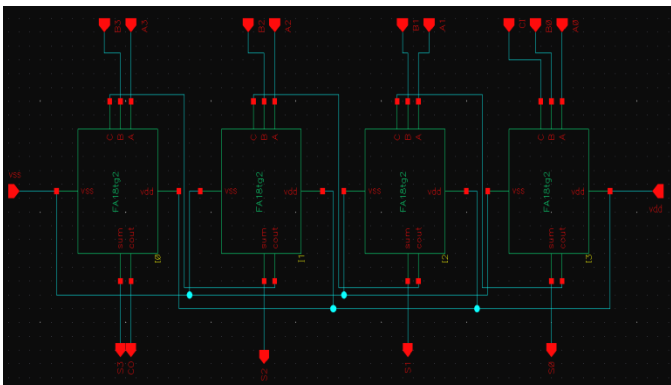 B3 A3 B2 A2 B1 A1 CI B0 A0
C B A C B A C B A C B A
vss
vss FA18tg2 vdd vss FA18tg2 vdd vss FA18tg2 vdd vss FA18tg2 vdd
vdd
sum cout sum cout sum cout sum cout
I0 I1 I2 I3
S3 CO S2 S1 S0